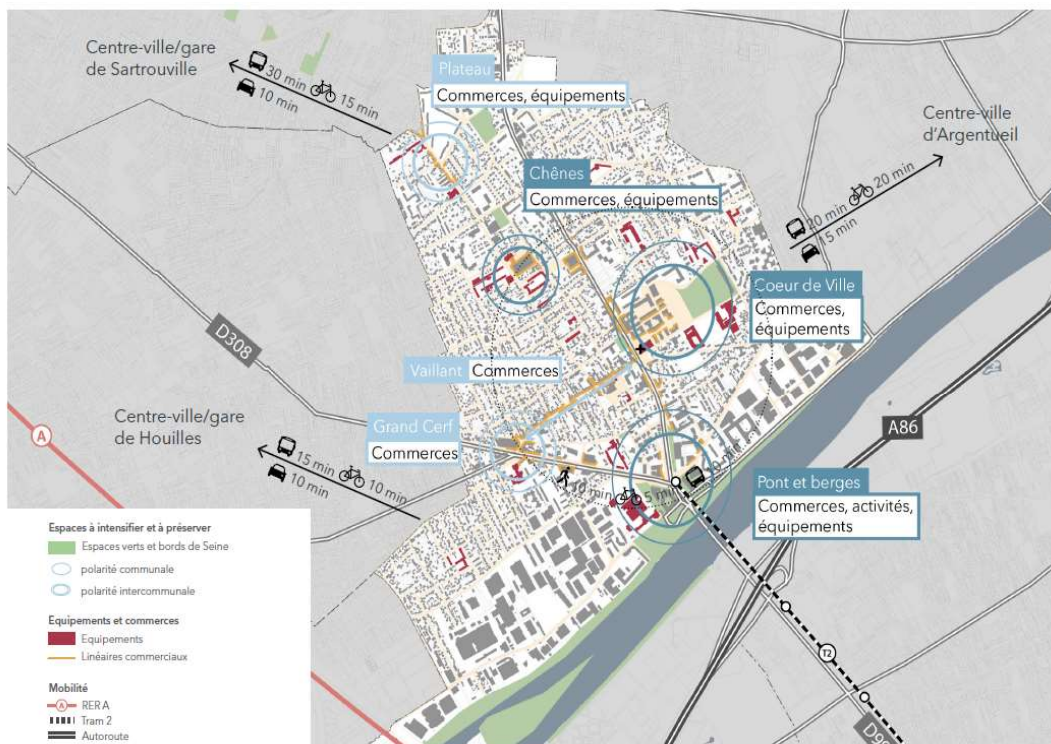 Centre-ville/gare
de Sartrouville
30 min 15 min
10 min
Plateau
Commerces, équipements
Centre-ville
d'Argentueil
20 min 20 min
15 min
Chênes
Commerces, équipements
Coeur de Ville
Commerces,
équipements
D308
Vaillant Commerces
Grand Cerf
Commerces
Centre-ville/gare
de Houilles
15 min 10 min
10 min
A
A86
Pont et berges
Commerces, activités,
équipements
10 min 5 min
T2
Espaces à intensifier et à préserver
Espaces verts et bords de Seine
polarité communale
polarité intercommunale
Equipements et commerces
Equipements
Linéaires commerciaux
Mobilité
A RER A
Tram 2
Autoroute